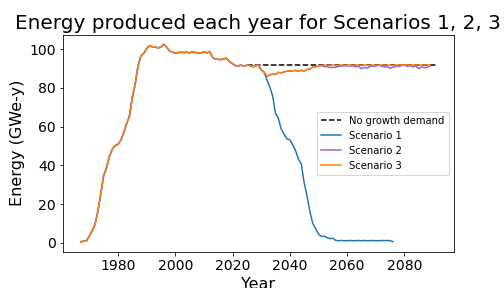 Energy produced each year for Scenarios 1, 2, 3
Energy (GWe-y)
100
80
60
40
20
0
No growth demand
Scenario 1
Scenario 2
Scenario 3
1980
2000
2020
2040
2060
2080
Year